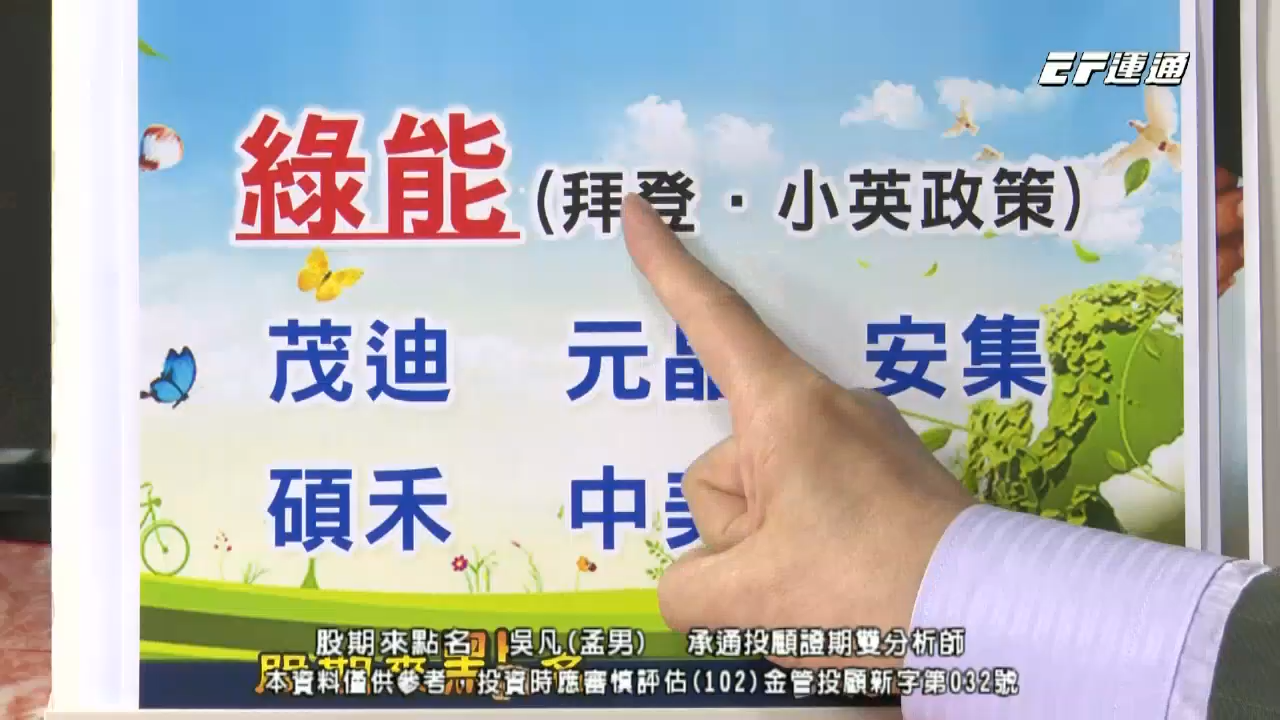 EF運通
綠能(拜登·小英政策)
茂迪 元晶 安集
碩禾 中美
股期來點名 吳凡(孟男) 承通投顧證期雙分析師
本資料僅供參考、投資時應審慎評估(102)金管投顧新字第032號